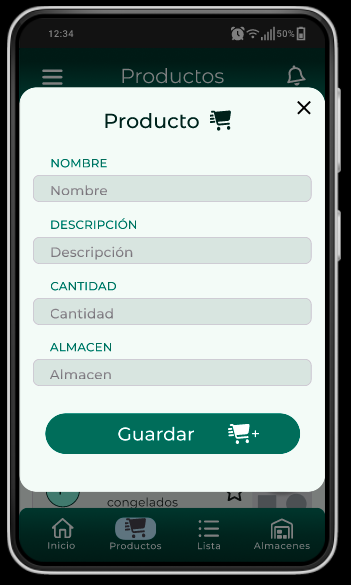 12:34
50%
Productos
Producto
NOMBRE
Nombre
DESCRIPCIÓN
Descripción
CANTIDAD
Cantidad
ALMACEN
Almacen
Guardar +
congelados
Inicio
Productos
Lista
Almacenes